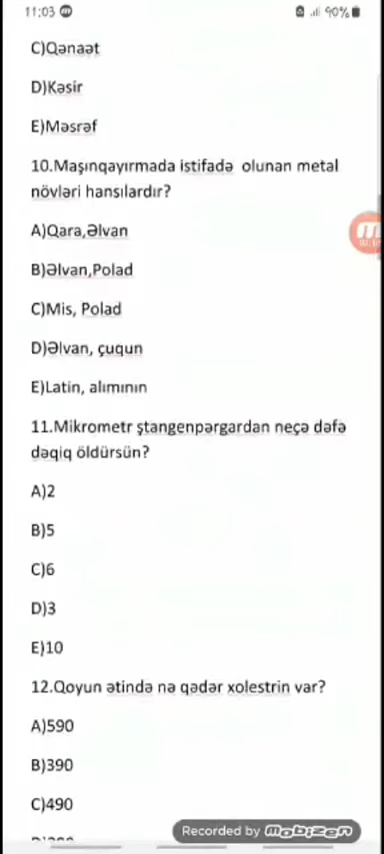 11:03
90%
C)Qənaət
D)Kəsir
E)Məsrəf
10.Maşınqayırmada istifadə olunan metal
növləri hansılardır?
A)Qara,Əlvan
B)Əlvan,Polad
C)Mis, Polad
D)Əlvan, çuqun
E)Latin, alımının
11.Mikrometr ştangenpərgardan neçə dəfə
dəqiq öldürsün?
A)2
B)5
C)6
D)3
E)10
12.Qoyun ətində nə qədər xolestrin var?
A)590
B)390
C)490
Recorded by mobizen